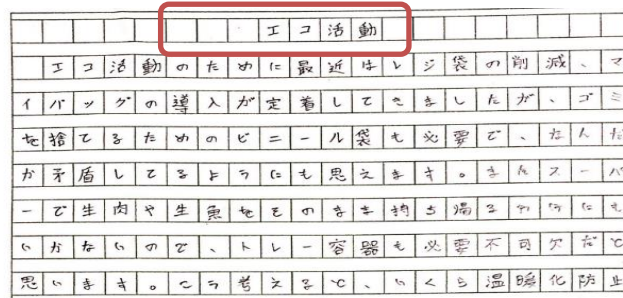 エコ活動
エコ活動のために最近はレジ袋の削減、マ
イバッグの導入が定着してきましたが、ゴミ
を捨てるためのビニール袋も必要で、なんだ
か矛盾してるようにも思えます。またスーパ
ーで生肉や生魚をそのまま持ち帰るわけにも
いかないので、トレー容器も必要不可欠だと
思います。こう考えると、いくら温暖化防止